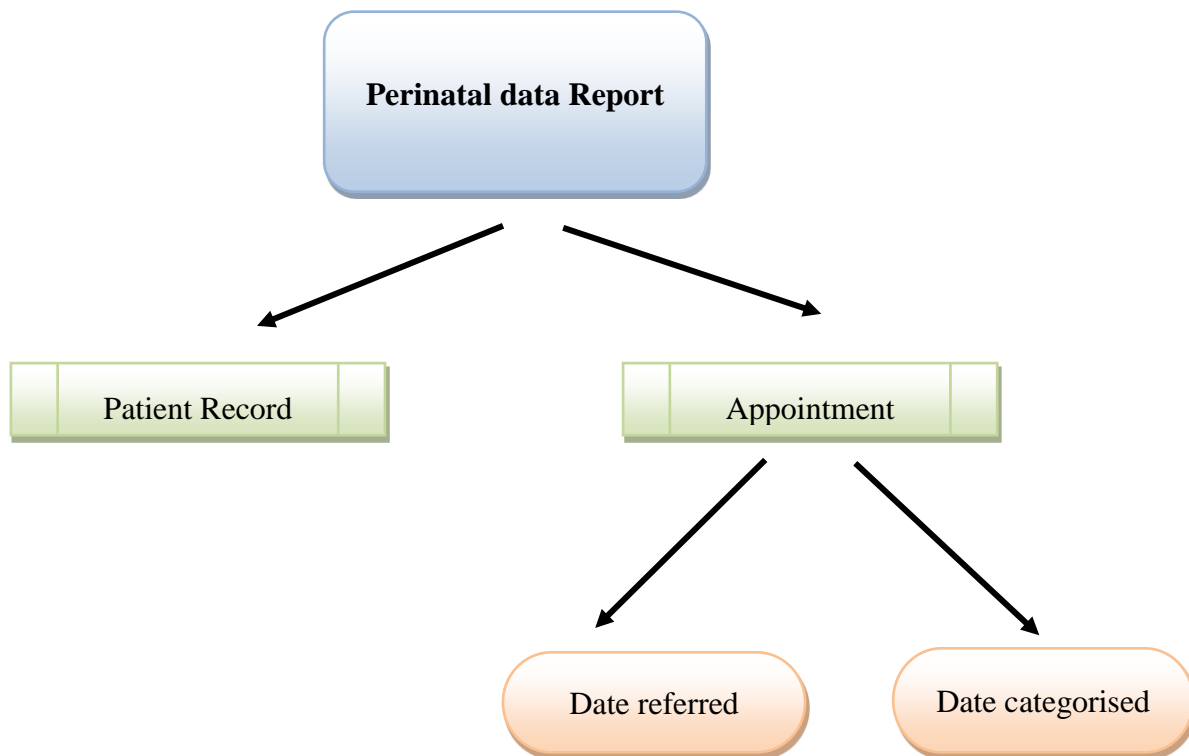 Perinatal data Report
Patient Record
Appointment
Date referred
Date categorised